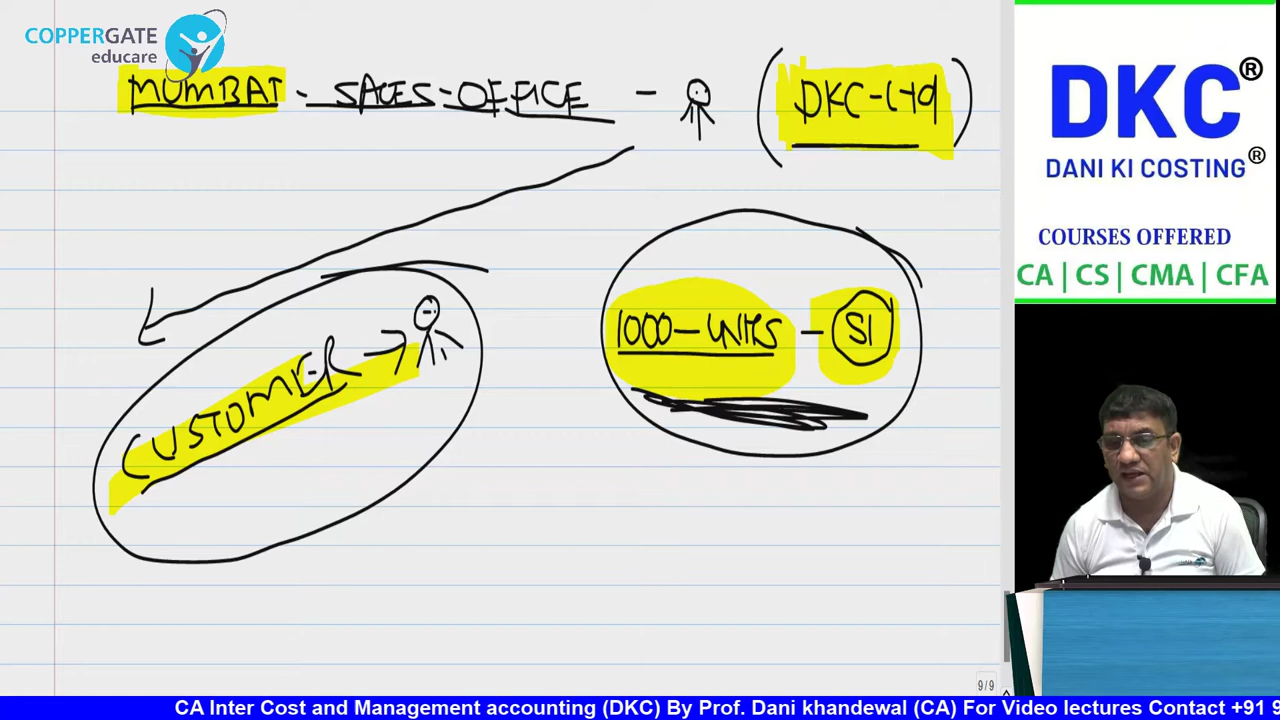 COPPERGATE
educare
MUMBAI - SALES-OFFICE - (DKC-Ltd)
1000-units - SI
CUSTOMER →
9/9
DKC®
DANI KI COSTING®
COURSES OFFERED
CA | CS | CMA | CFA
CA Inter Cost and Management accounting (DKC) By Prof. Dani khandewal (CA) For Video lectures Contact +91 9